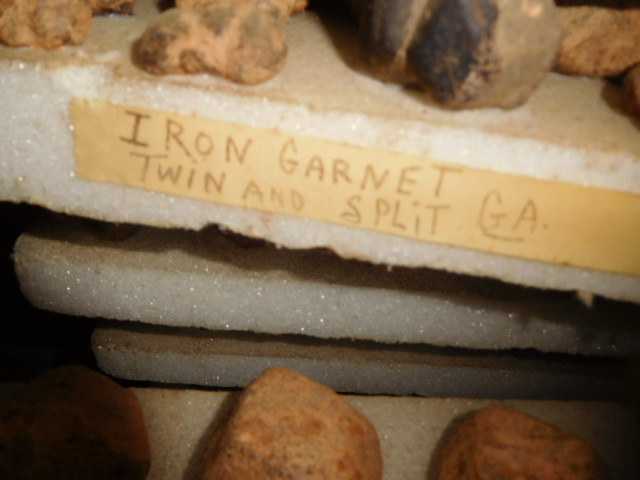 IRON GARNET
TWIN AND SPLIT GA.